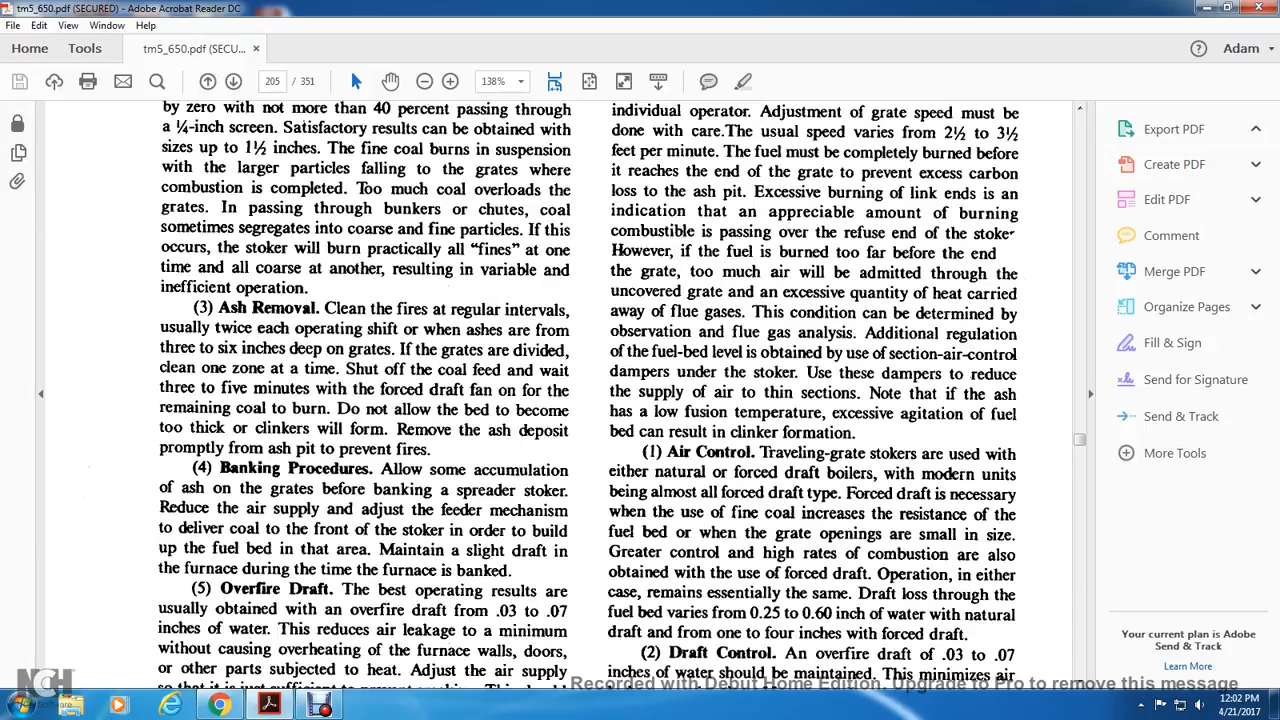 tm5_650.pdf (SECURED) - Adobe Acrobat Reader DC
File Edit View Window Help
Home Tools tm5_650.pdf (SECU... × Adam
205 / 351 138%
by zero with not more than 40 percent passing through
a ¼-inch screen. Satisfactory results can be obtained with
sizes up to 1½ inches. The fine coal burns in suspension
with the larger particles falling to the grates where
combustion is completed. Too much coal overloads the
grates. In passing through bunkers or chutes, coal
sometimes segregates into coarse and fine particles. If this
occurs, the stoker will burn practically all “fines” at one
time and all coarse at another, resulting in variable and
inefficient operation.
(3) Ash Removal. Clean the fires at regular intervals,
usually twice each operating shift or when ashes are from
three to six inches deep on grates. If the grates are divided,
clean one zone at a time. Shut off the coal feed and wait
three to five minutes with the forced draft fan on for the
remaining coal to burn. Do not allow the bed to become
too thick or clinkers will form. Remove the ash deposit
promptly from ash pit to prevent fires.
(4) Banking Procedures. Allow some accumulation
of ash on the grates before banking a spreader stoker.
Reduce the air supply and adjust the feeder mechanism
to deliver coal to the front of the stoker in order to build
up the fuel bed in that area. Maintain a slight draft in
the furnace during the time the furnace is banked.
(5) Overfire Draft. The best operating results are
usually obtained with an overfire draft from .03 to .07
inches of water. This reduces air leakage to a minimum
without causing overheating of the furnace walls, doors,
or other parts subjected to heat. Adjust the air supply
individual operator. Adjustment of grate speed must be
done with care.The usual speed varies from 2½ to 3½
feet per minute. The fuel must be completely burned before
it reaches the end of the grate to prevent excess carbon
loss to the ash pit. Excessive burning of link ends is an
indication that an appreciable amount of burning
combustible is passing over the refuse end of the stoker
However, if the fuel is burned too far before the end
the grate, too much air will be admitted through the
uncovered grate and an excessive quantity of heat carried
away of flue gases. This condition can be determined by
observation and flue gas analysis. Additional regulation
of the fuel-bed level is obtained by use of section-air-control
dampers under the stoker. Use these dampers to reduce
the supply of air to thin sections. Note that if the ash
has a low fusion temperature, excessive agitation of fuel
bed can result in clinker formation.
(1) Air Control. Traveling-grate stokers are used with
either natural or forced draft boilers, with modern units
being almost all forced draft type. Forced draft is necessary
when the use of fine coal increases the resistance of the
fuel bed or when the grate openings are small in size.
Greater control and high rates of combustion are also
obtained with the use of forced draft. Operation, in either
case, remains essentially the same. Draft loss through the
fuel bed varies from 0.25 to 0.60 inch of water with natural
draft and from one to four inches with forced draft.
(2) Draft Control. An overfire draft of .03 to .07
inches of water should be maintained. This minimizes air
Export PDF
Create PDF
Edit PDF
Comment
Merge PDF
Organize Pages
Fill & Sign
Send for Signature
Send & Track
More Tools
Your current plan is Adobe
Send & Track
Learn More
NCH
Software
Recorded with Debut Home Edition. Upgrade to Pro to remove this message
12:02 PM
4/21/2017